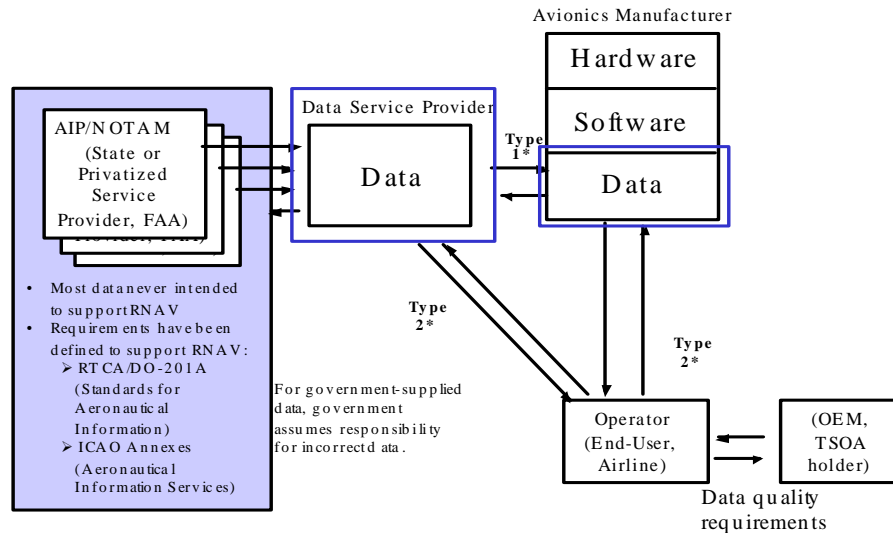 Avionics Manufacturer
Hardware
Software
Data
Data Service Provider
Data
Type
1*
AIP/NOTAM
(State or
Privatized
Service
Provider, FAA)
• Most data never intended
to support RNAV
• Requirements have been
defined to support RNAV:
➢ RTCA/DO-201A
(Standards for
Aeronautical
Information)
➢ ICAO Annexes
(Aeronautical
Information Services)
For government-supplied
data, government
assumes responsibility
for incorrect data.
Type
2*
Type
2*
Operator
(End-User,
Airline)
(OEM,
TSOA
holder)
Data quality
requirements